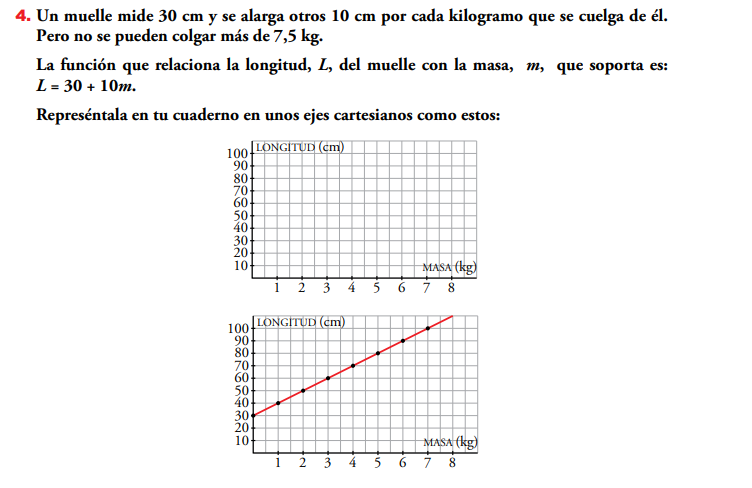 4. Un muelle mide 30 cm y se alarga otros 10 cm por cada kilogramo que se cuelga de él.
Pero no se pueden colgar más de 7,5 kg.
La función que relaciona la longitud, L, del muelle con la masa, m, que soporta es:
L = 30 + 10m.
Represéntala en tu cuaderno en unos ejes cartesianos como estos:
LONGITUD (cm)
100
90
80
70
60
50
40
30
20
10
MASA (kg)
1 2 3 4 5 6 7 8
LONGITUD (cm)
100
90
80
70
60
50
40
30
20
10
MASA (kg)
1 2 3 4 5 6 7 8